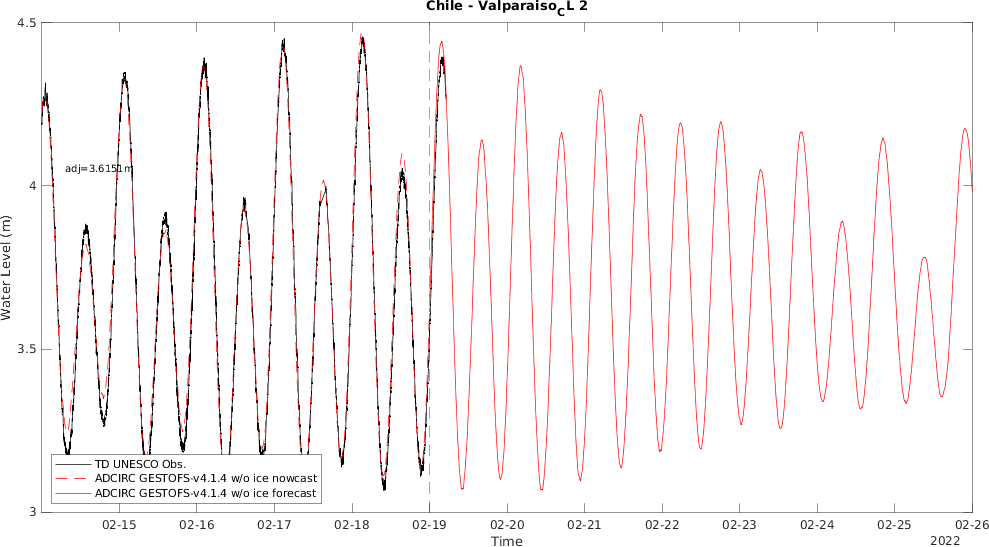 Chile - Valparaiso_CL 2
4.5
4
3.5
3
Water Level (m)
adj=3.6151m
TD UNESCO Obs.
ADCIRC GESTOFS-v4.1.4 w/o ice nowcast
ADCIRC GESTOFS-v4.1.4 w/o ice forecast
02-15 02-16 02-17 02-18 02-19 02-20 02-21 02-22 02-23 02-24 02-25 02-26
Time
2022